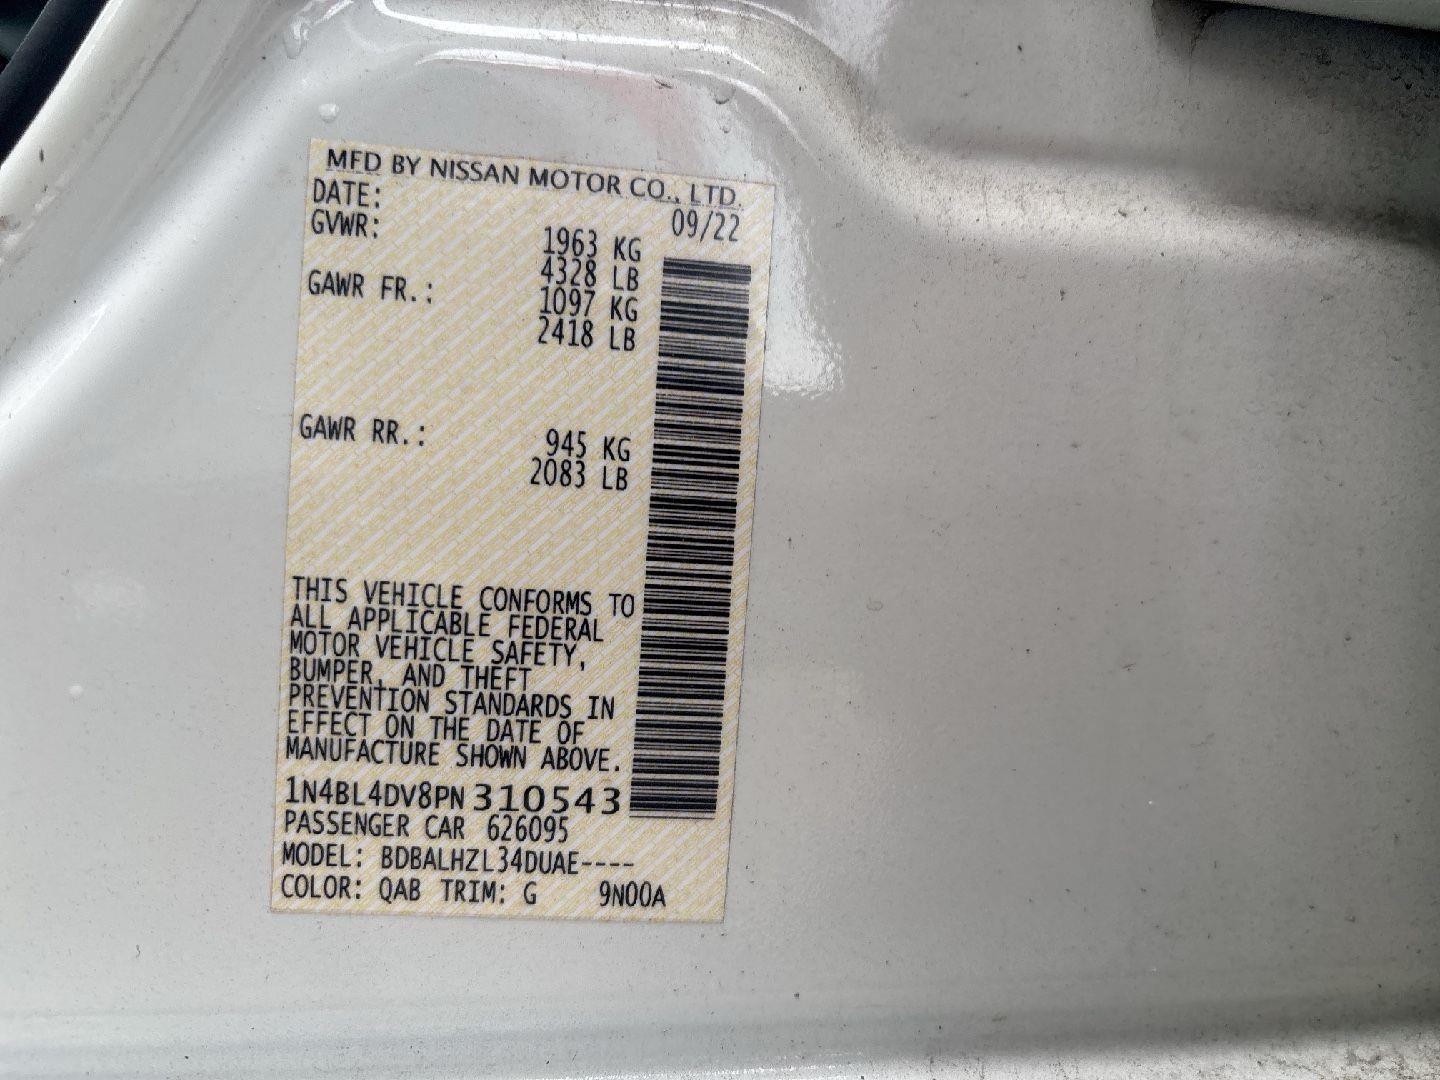 MFD BY NISSAN MOTOR CO., LTD.
DATE: 09/22
GVWR: 1963 KG
4328 LB
GAWR FR.: 1097 KG
2418 LB
GAWR RR.: 945 KG
2083 LB
THIS VEHICLE CONFORMS TO
ALL APPLICABLE FEDERAL
MOTOR VEHICLE SAFETY,
BUMPER, AND THEFT
PREVENTION STANDARDS IN
EFFECT ON THE DATE OF
MANUFACTURE SHOWN ABOVE.
1N4BL4DV8PN310543
PASSENGER CAR 626095
MODEL: BDBALHZL34DUAE----
COLOR: QAB TRIM: G 9N00A